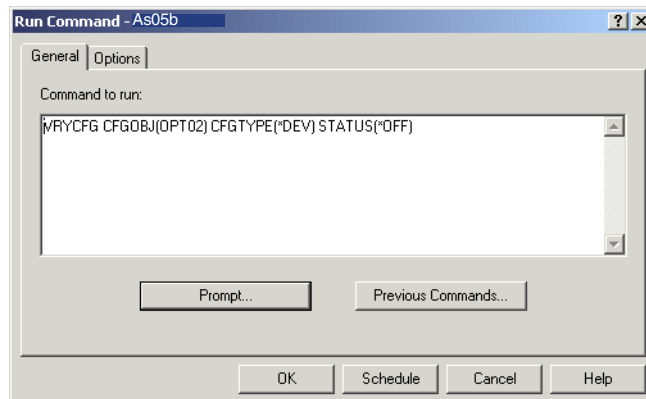 Run Command - As05b
General
Options
Command to run:
VRYCFG CFGOBJ(OPT02) CFGTYPE(*DEV) STATUS(*OFF)
Prompt...
Previous Commands...
OK
Schedule
Cancel
Help